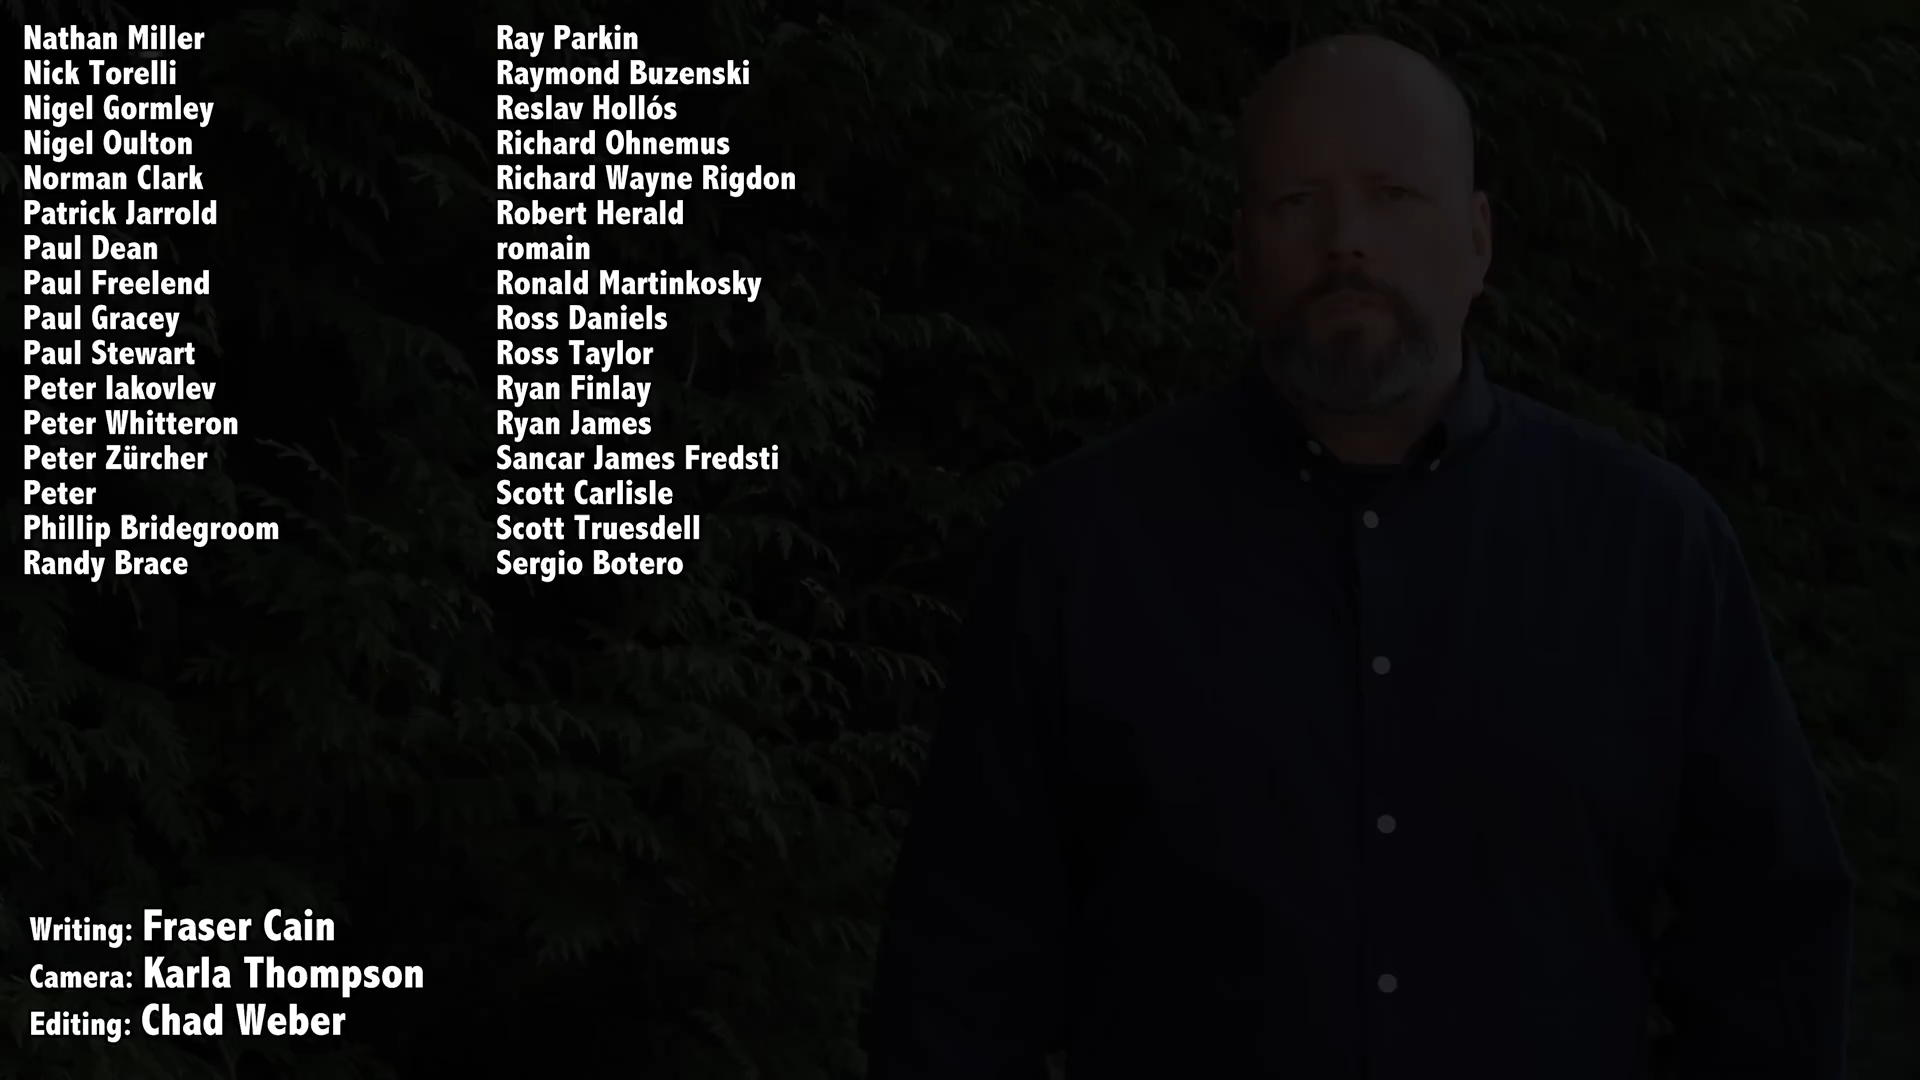 Nathan Miller
Nick Torelli
Nigel Gormley
Nigel Oulton
Norman Clark
Patrick Jarrold
Paul Dean
Paul Freelend
Paul Gracey
Paul Stewart
Peter Iakovlev
Peter Whitteron
Peter Zürcher
Peter
Phillip Bridegroom
Randy Brace
Ray Parkin
Raymond Buzenski
Reslav Hollós
Richard Ohnemus
Richard Wayne Rigdon
Robert Herald
romain
Ronald Martinkosky
Ross Daniels
Ross Taylor
Ryan Finlay
Ryan James
Sancar James Fredsti
Scott Carlisle
Scott Truesdell
Sergio Botero
Writing: Fraser Cain
Camera: Karla Thompson
Editing: Chad Weber